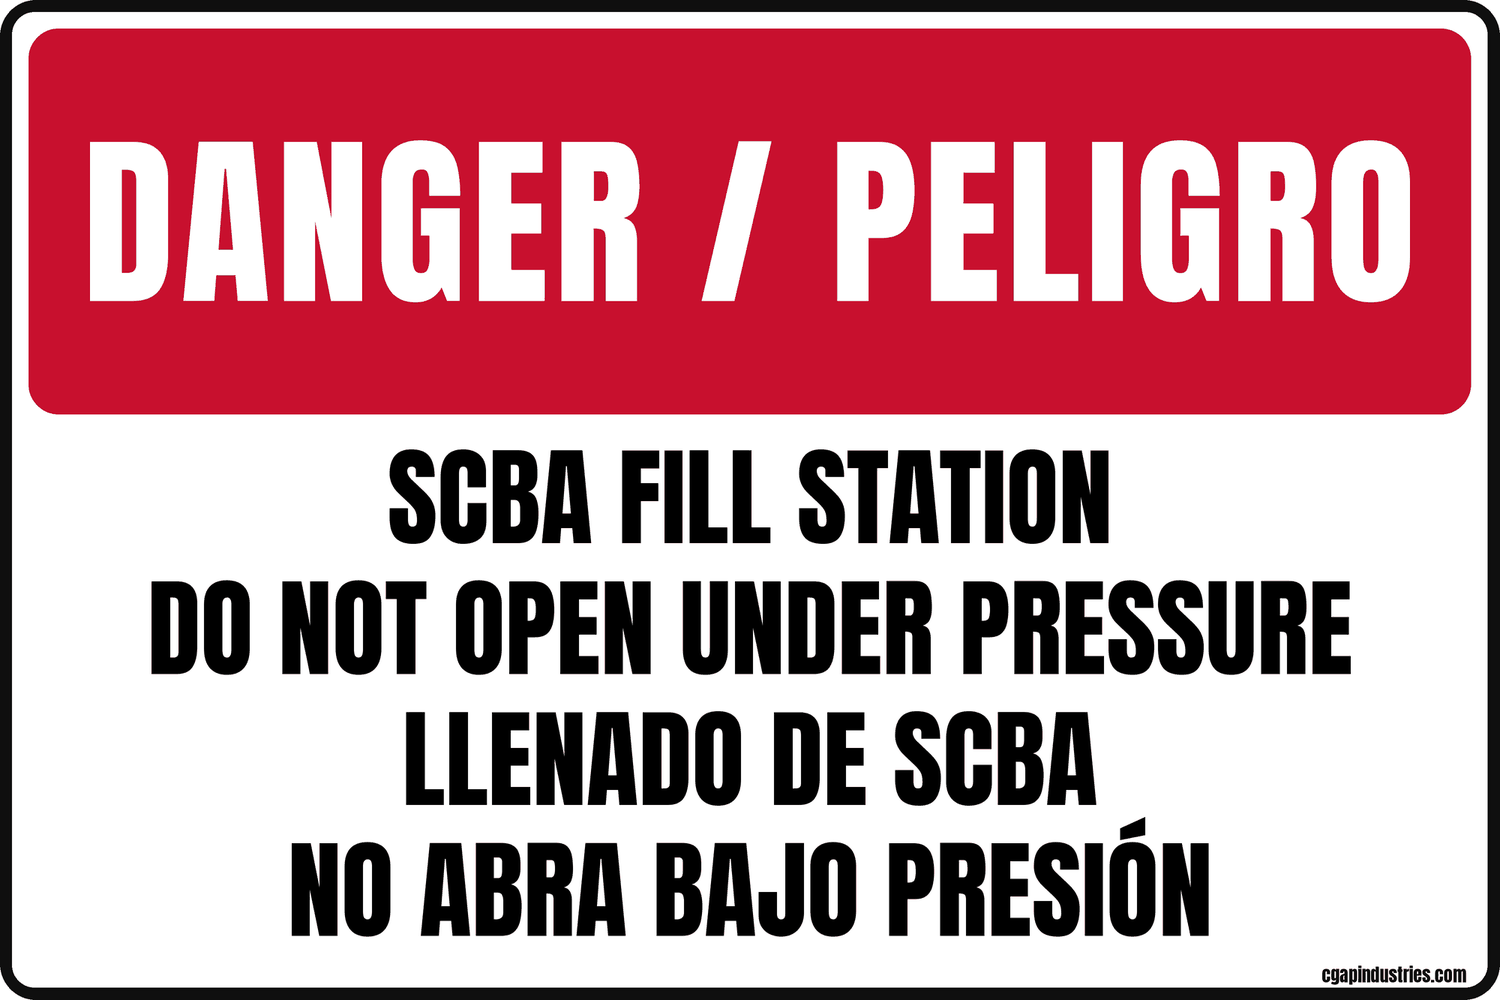 DANGER / PELIGRO
SCBA FILL STATION
DO NOT OPEN UNDER PRESSURE
LLENADO DE SCBA
NO ABRA BAJO PRESIÓN
cgapindustries.com